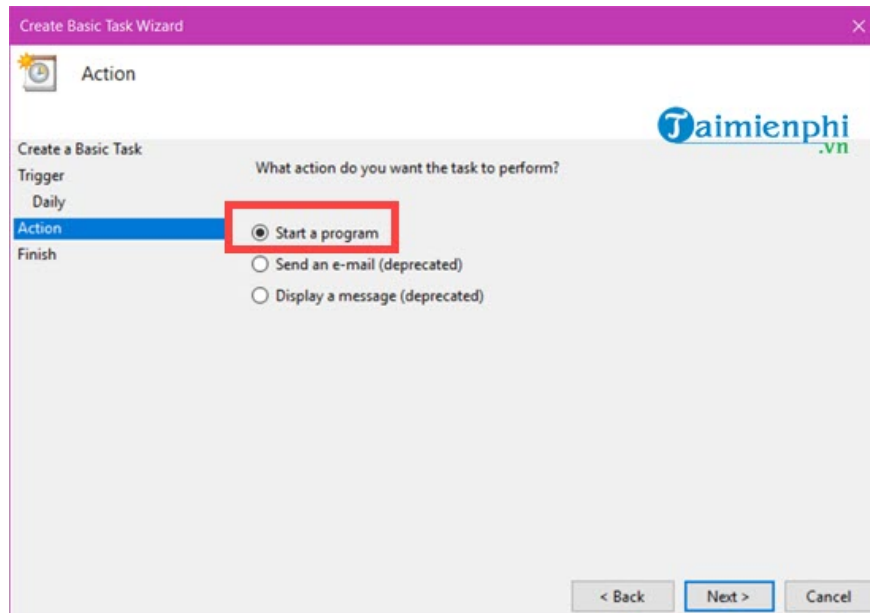 Create Basic Task Wizard
Action
Taimienphi
.vn
Create a Basic Task
Trigger
Daily
Action
Finish
What action do you want the task to perform?
Start a program
Send an e-mail (deprecated)
Display a message (deprecated)
< Back
Next >
Cancel